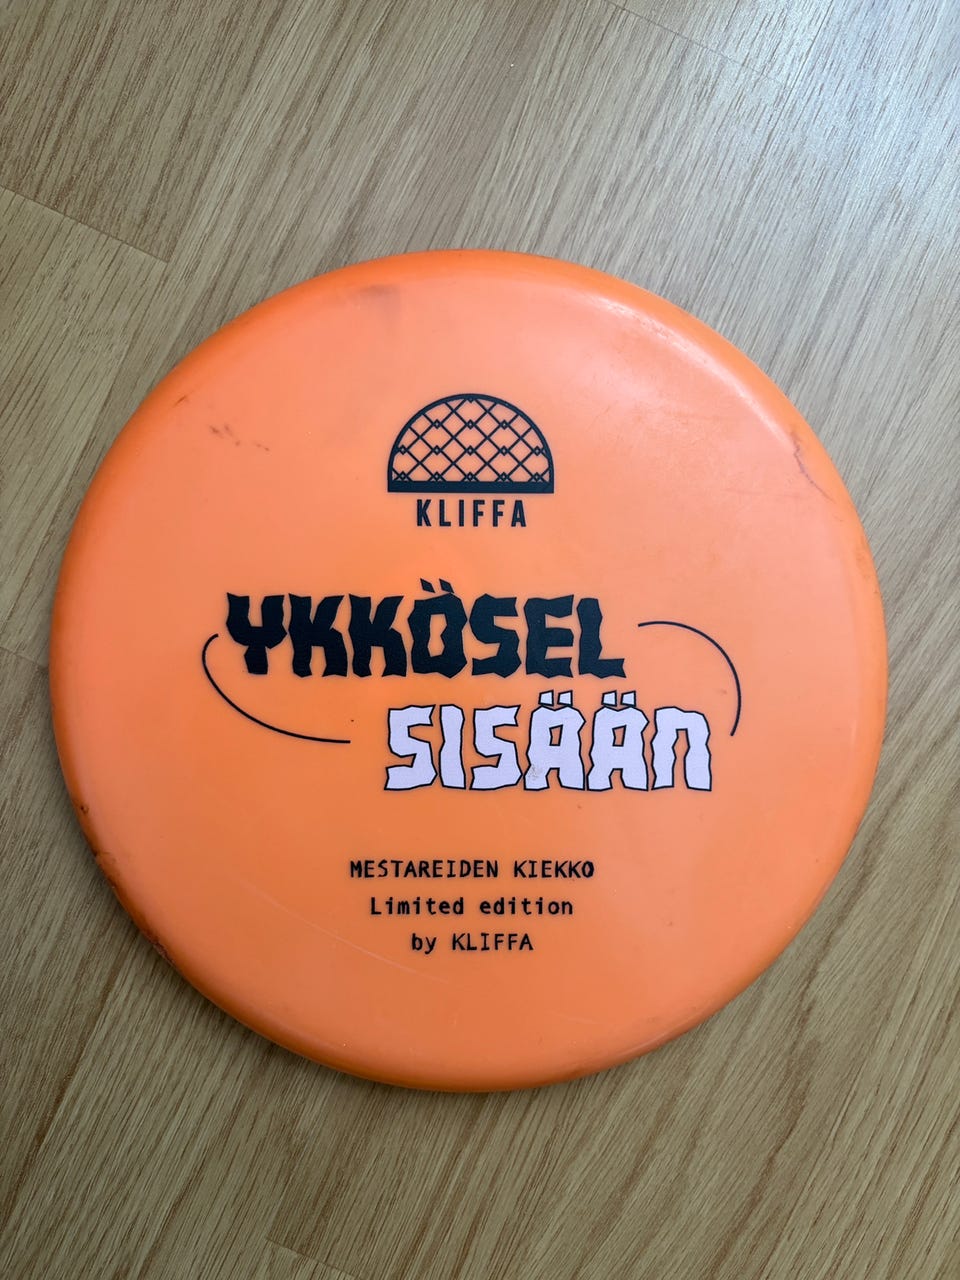 KLIFFA
YKKÖSEL
SISÄÄN
MESTAREIDEN KIEKKO
Limited edition
by KLIFFA